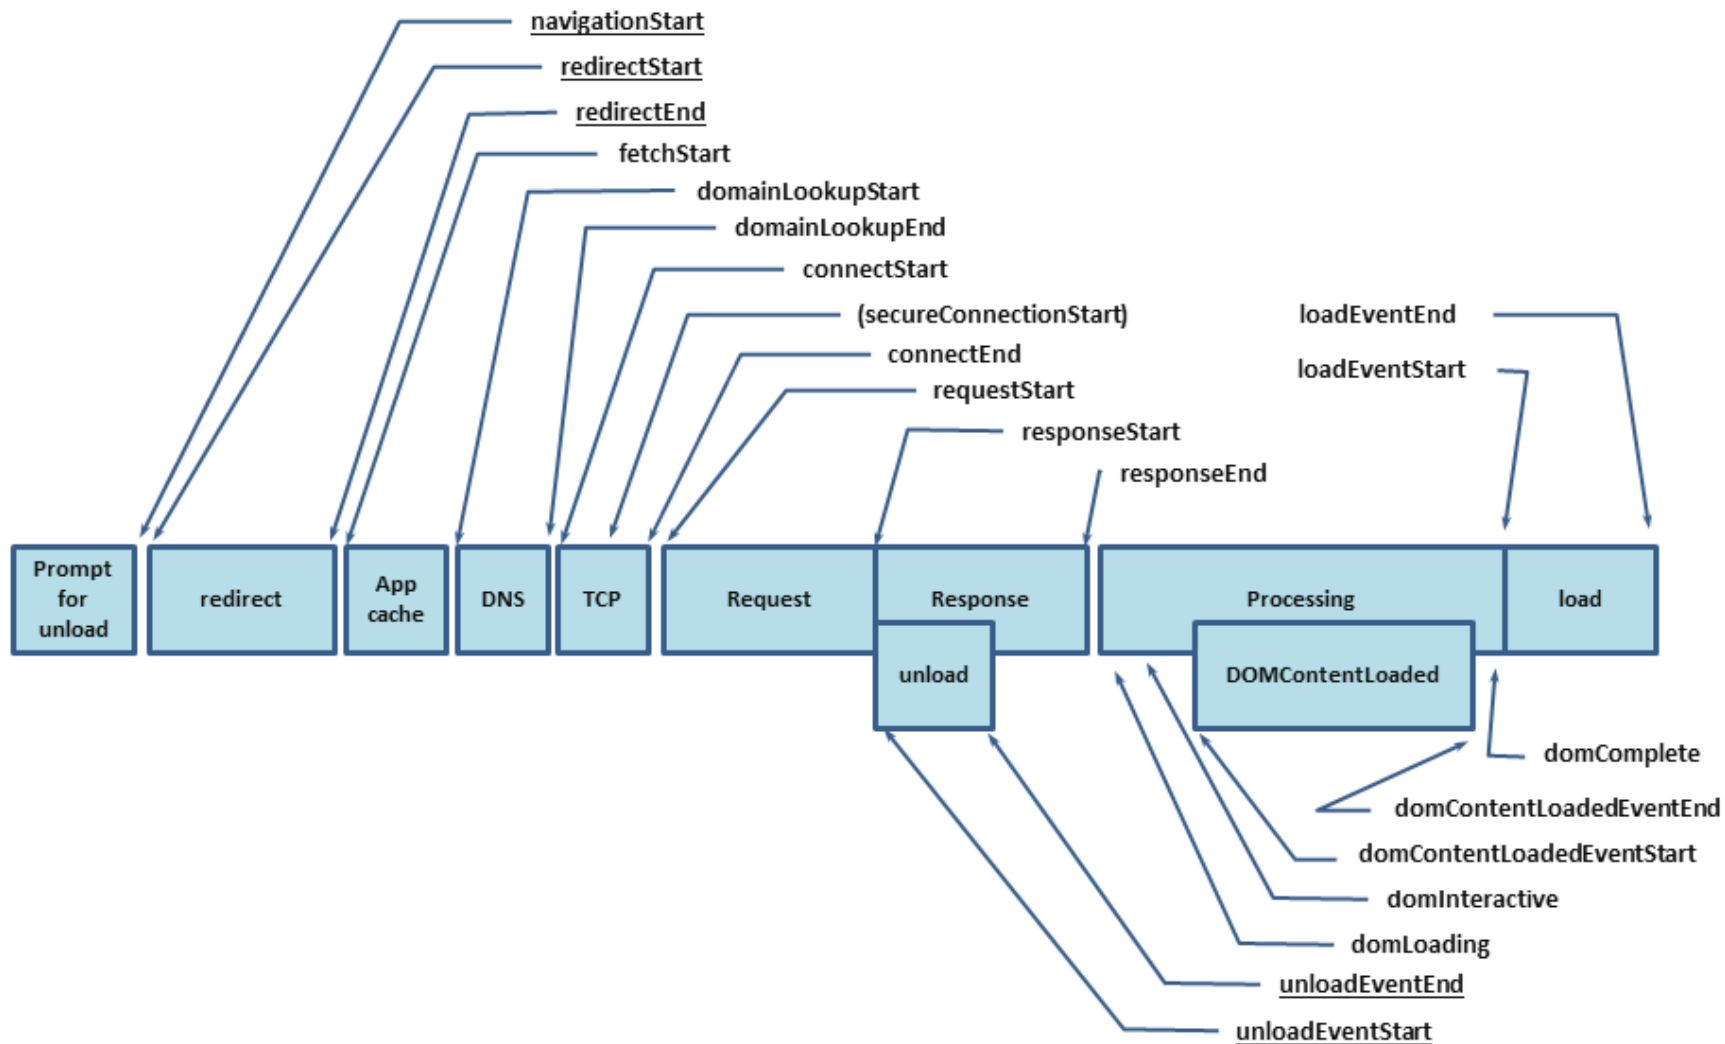 navigationStart
redirectStart
redirectEnd
fetchStart
domainLookupStart
domainLookupEnd
connectStart
(secureConnectionStart)
loadEventEnd
connectEnd
loadEventStart
requestStart
responseStart
responseEnd
Prompt
for
unload
redirect
App
cache
DNS
TCP
Request
Response
Processing
load
unload
DOMContentLoaded
domComplete
domContentLoadedEventEnd
domContentLoadedEventStart
domInteractive
domLoading
unloadEventEnd
unloadEventStart